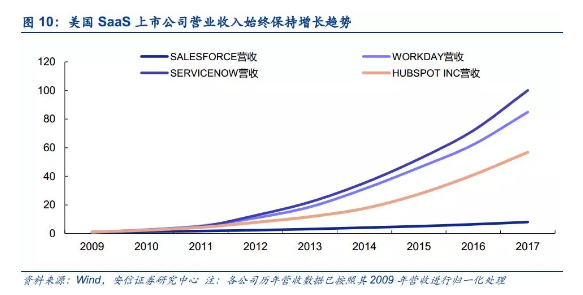 图 10：美国 SaaS 上市公司营业收入始终保持增长趋势
SALESFORCE营收 WORKDAY营收
SERVICENOW营收 HUBSPOT INC营收
120
100
80
60
40
20
0
2009 2010 2011 2012 2013 2014 2015 2016 2017
资料来源：Wind，安信证券研究中心 注：各公司历年营收数据已按照其 2009 年营收进行归一化处理